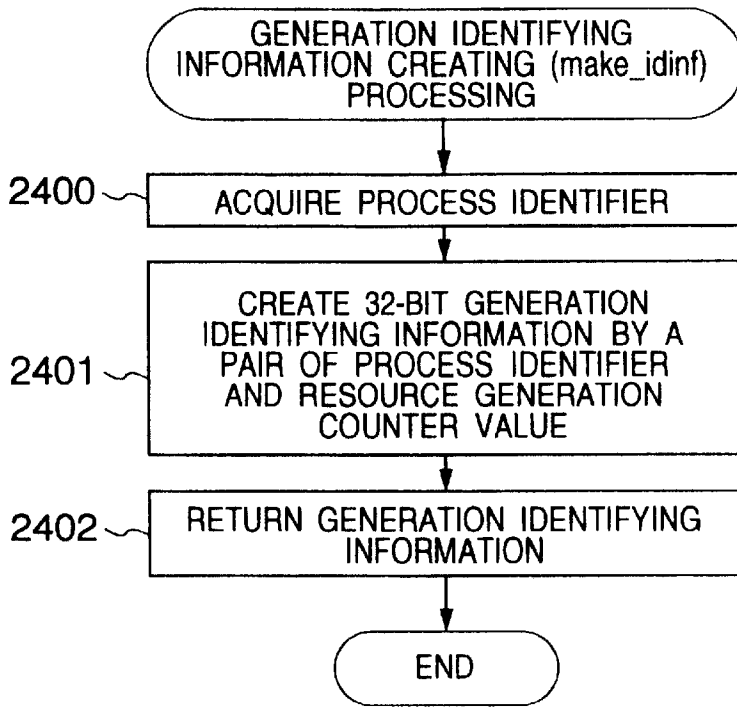 GENERATION IDENTIFYING
INFORMATION CREATING (make_idinf)
PROCESSING
2400
ACQUIRE PROCESS IDENTIFIER
CREATE 32-BIT GENERATION
IDENTIFYING INFORMATION BY A
PAIR OF PROCESS IDENTIFIER
AND RESOURCE GENERATION
COUNTER VALUE
2401
RETURN GENERATION IDENTIFYING
INFORMATION
2402
END